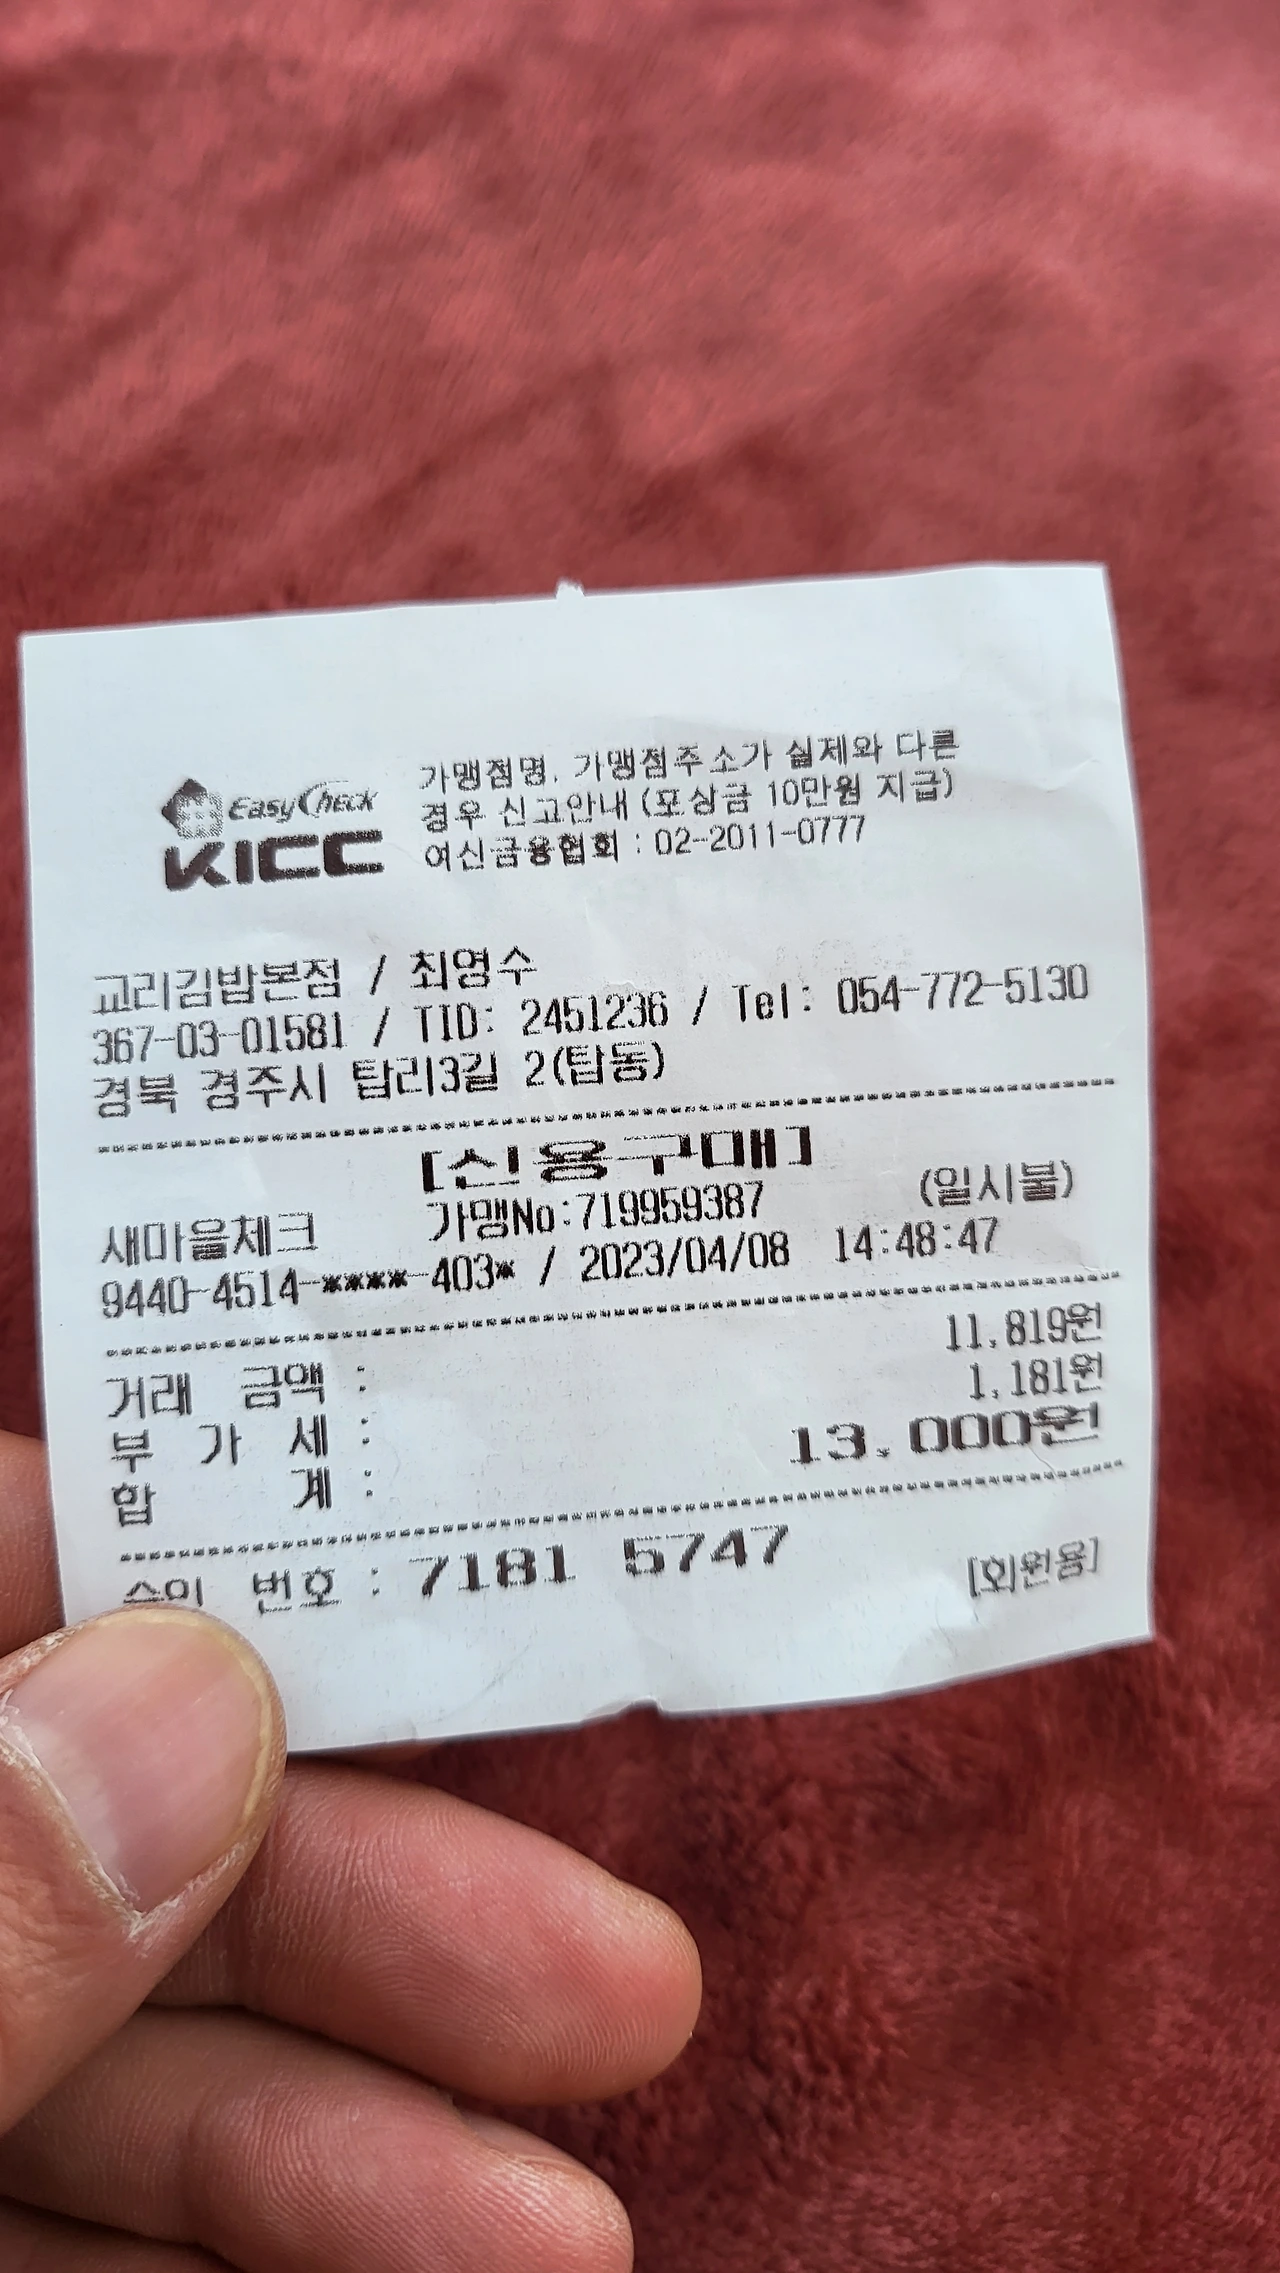 EasyCheck
KICC
가맹점명, 가맹점주소가 실제와 다른
경우 신고안내 (포상금 10만원 지급)
여신금융협회 : 02-2011-0777
교리김밥본점 / 최영수
367-03-01581 / TID: 2451236 / Tel: 054-772-5130
경북 경주시 탑리3길 2(탑동)
[신용구매]
새마을체크 가맹No:719959387 (일시불)
9440-4514-****-403* / 2023/04/08 14:48:47
거래 금액 : 11,819원
부 가 세 : 1,181원
합 계 : 13,000원
승인 번호 : 7181 5747 [회원용]